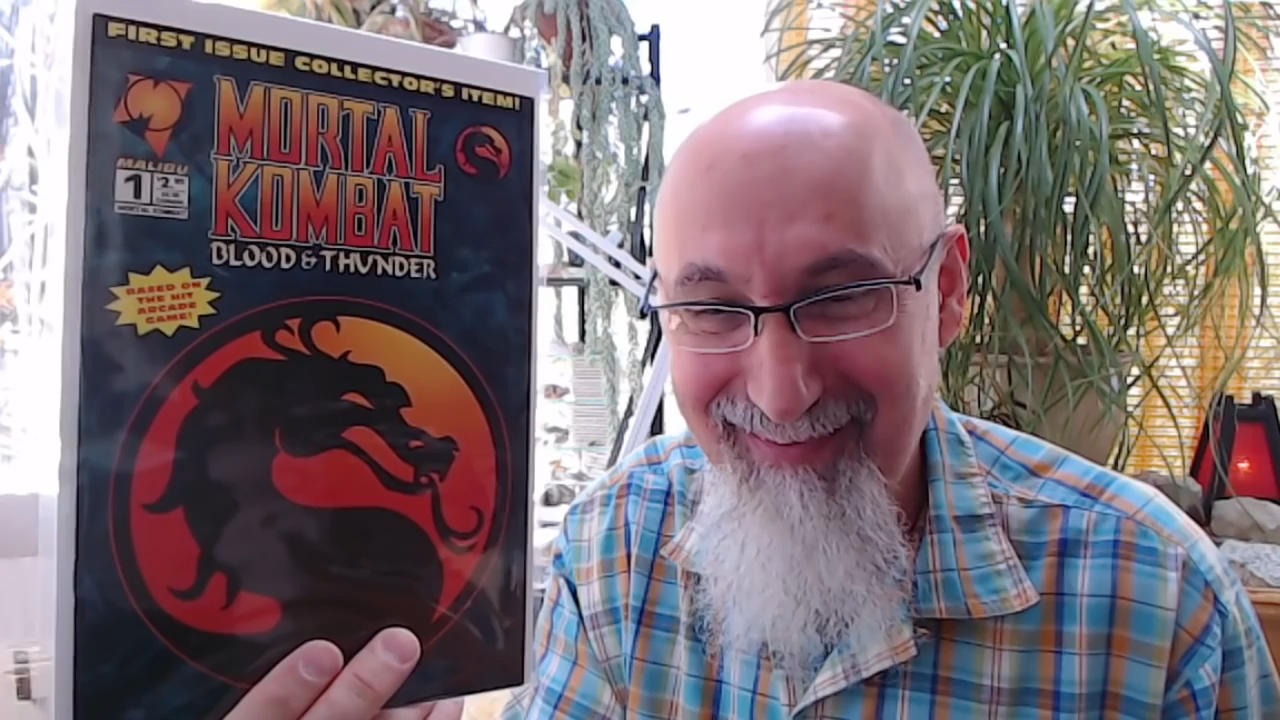 FIRST ISSUE COLLECTOR'S ITEM!
MORTAL
KOMBAT
BLOOD & THUNDER
MALIBU
1
BASED ON
THE HIT
ARCADE
GAME!